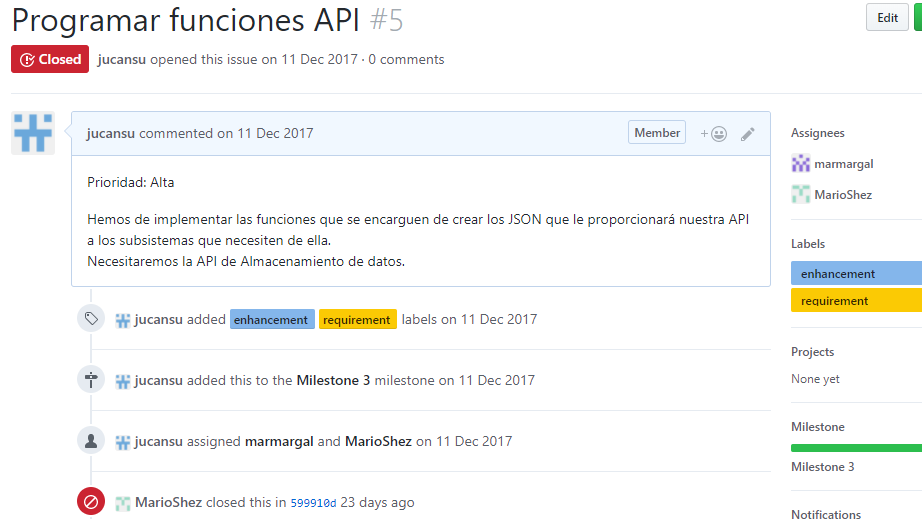 Programar funciones API #5
Edit
Closed jucansu opened this issue on 11 Dec 2017 · 0 comments
jucansu commented on 11 Dec 2017
Member
Prioridad: Alta
Hemos de implementar las funciones que se encarguen de crear los JSON que le proporcionará nuestra API
a los subsistemas que necesiten de ella.
Necesitaremos la API de Almacenamiento de datos.
jucansu added enhancement requirement labels on 11 Dec 2017
jucansu added this to the Milestone 3 milestone on 11 Dec 2017
jucansu assigned marmargal and MarioShez on 11 Dec 2017
MarioShez closed this in 599910d 23 days ago
Assignees
marmargal
MarioShez
Labels
enhancement
requirement
Projects
None yet
Milestone
Milestone 3
Notifications